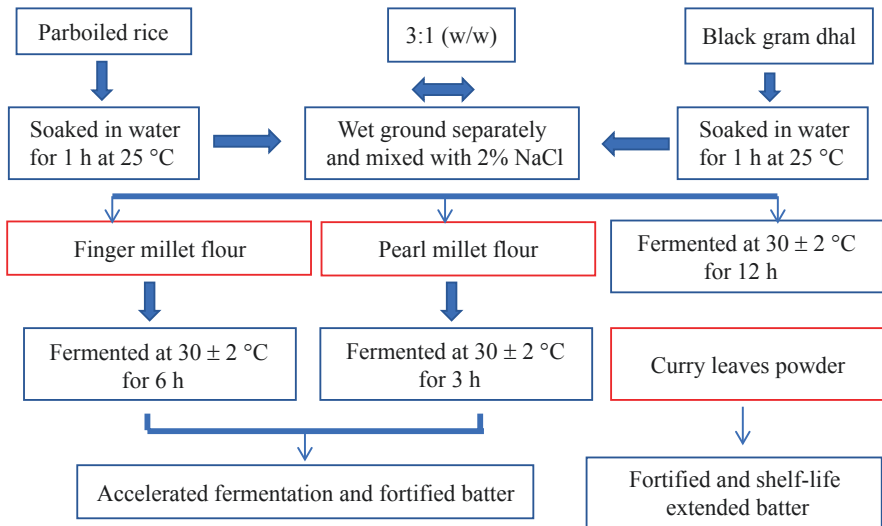 Parboiled rice
3:1 (w/w)
Black gram dhal
Soaked in water
for 1 h at 25 °C
Wet ground separately
and mixed with 2% NaCl
Soaked in water
for 1 h at 25 °C
Finger millet flour
Pearl millet flour
Fermented at 30 ± 2 °C
for 12 h
Fermented at 30 ± 2 °C
for 6 h
Fermented at 30 ± 2 °C
for 3 h
Curry leaves powder
Accelerated fermentation and fortified batter
Fortified and shelf-life
extended batter